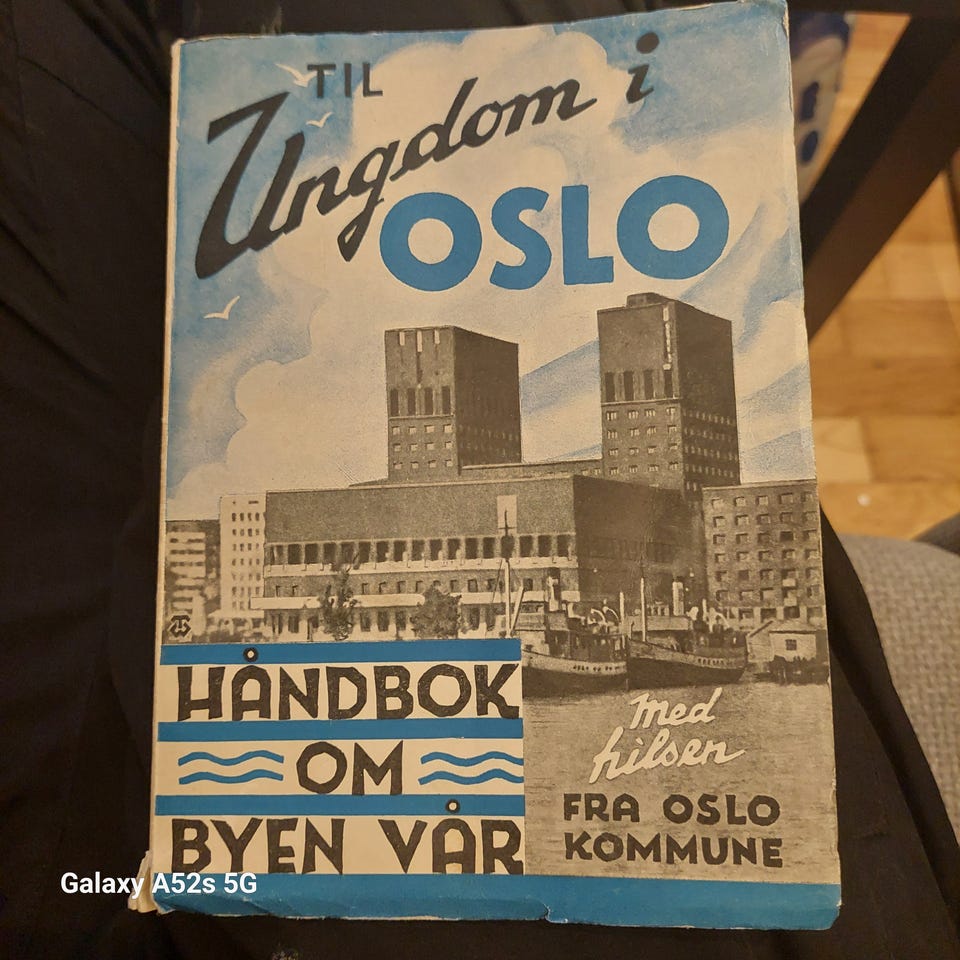 TIL
Ungdom i
OSLO
HÅNDBOK
OM
BYEN VÅR
Med
hilsen
FRA OSLO
KOMMUNE
Galaxy A52s 5G